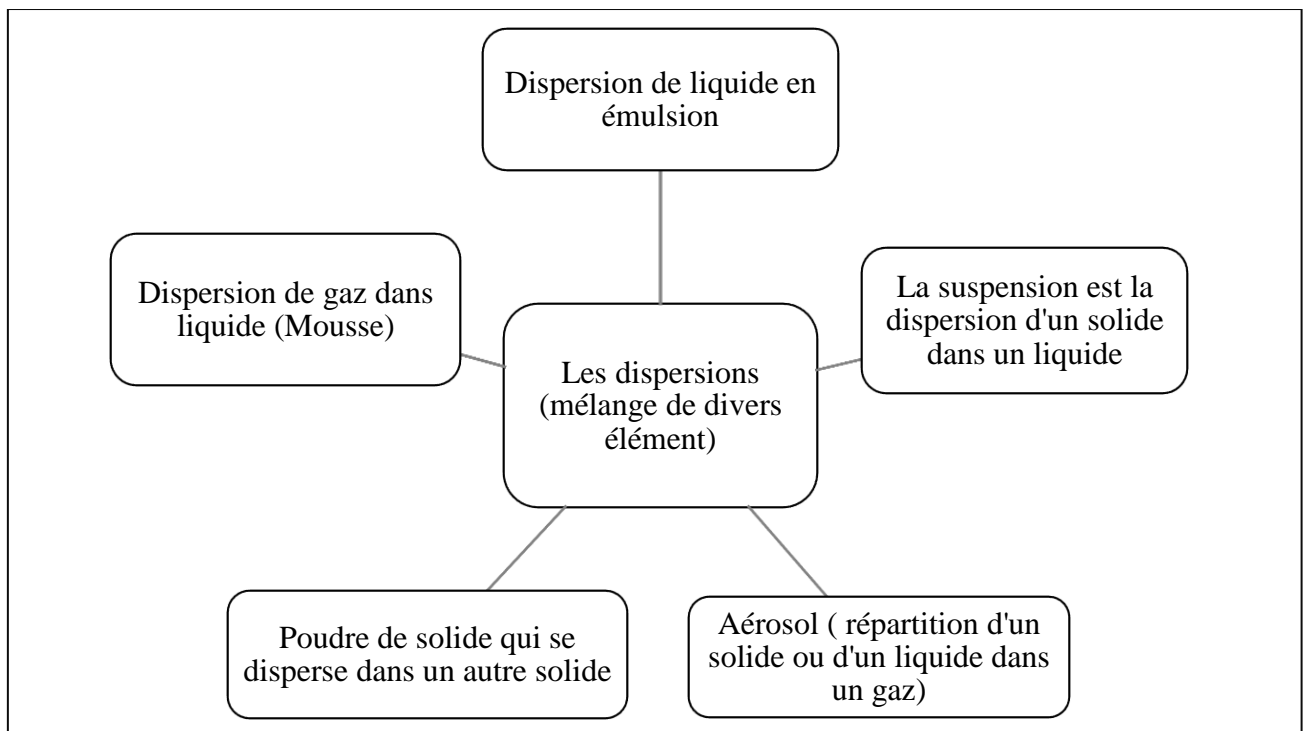 Dispersion de liquide en
émulsion
Dispersion de gaz dans
liquide (Mousse)
La suspension est la
dispersion d'un solide
dans un liquide
Les dispersions
(mélange de divers
élément)
Poudre de solide qui se
disperse dans un autre solide
Aérosol ( répartition d'un
solide ou d'un liquide dans
un gaz)